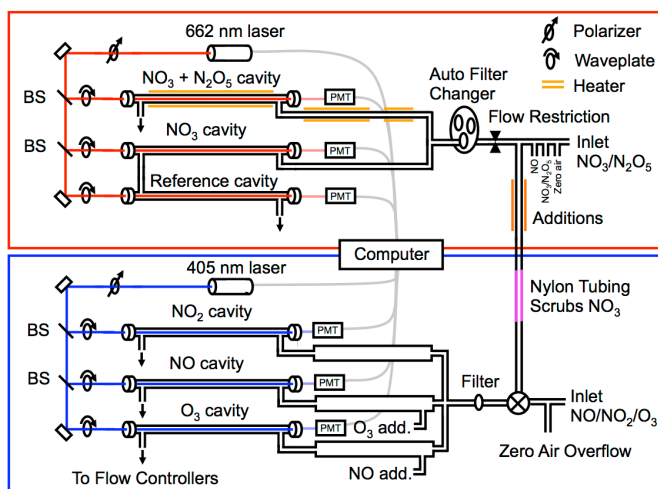 662 nm laser
Polarizer
Waveplate
Heater
BS
NO₃ + N₂O₅ cavity
PMT
Auto Filter
Changer
Flow Restriction
BS
NO₃ cavity
PMT
Inlet
NO₃/N₂O₅
NO
NO₂/N₂O₅
Zero air
Reference cavity
PMT
Additions
Computer
405 nm laser
Nylon Tubing
Scrubs NO₃
NO₂ cavity
BS
PMT
NO cavity
BS
PMT
Filter
Inlet
NO/NO₂/O₃
O₃ cavity
PMT
O₃ add.
Zero Air Overflow
To Flow Controllers
NO add.